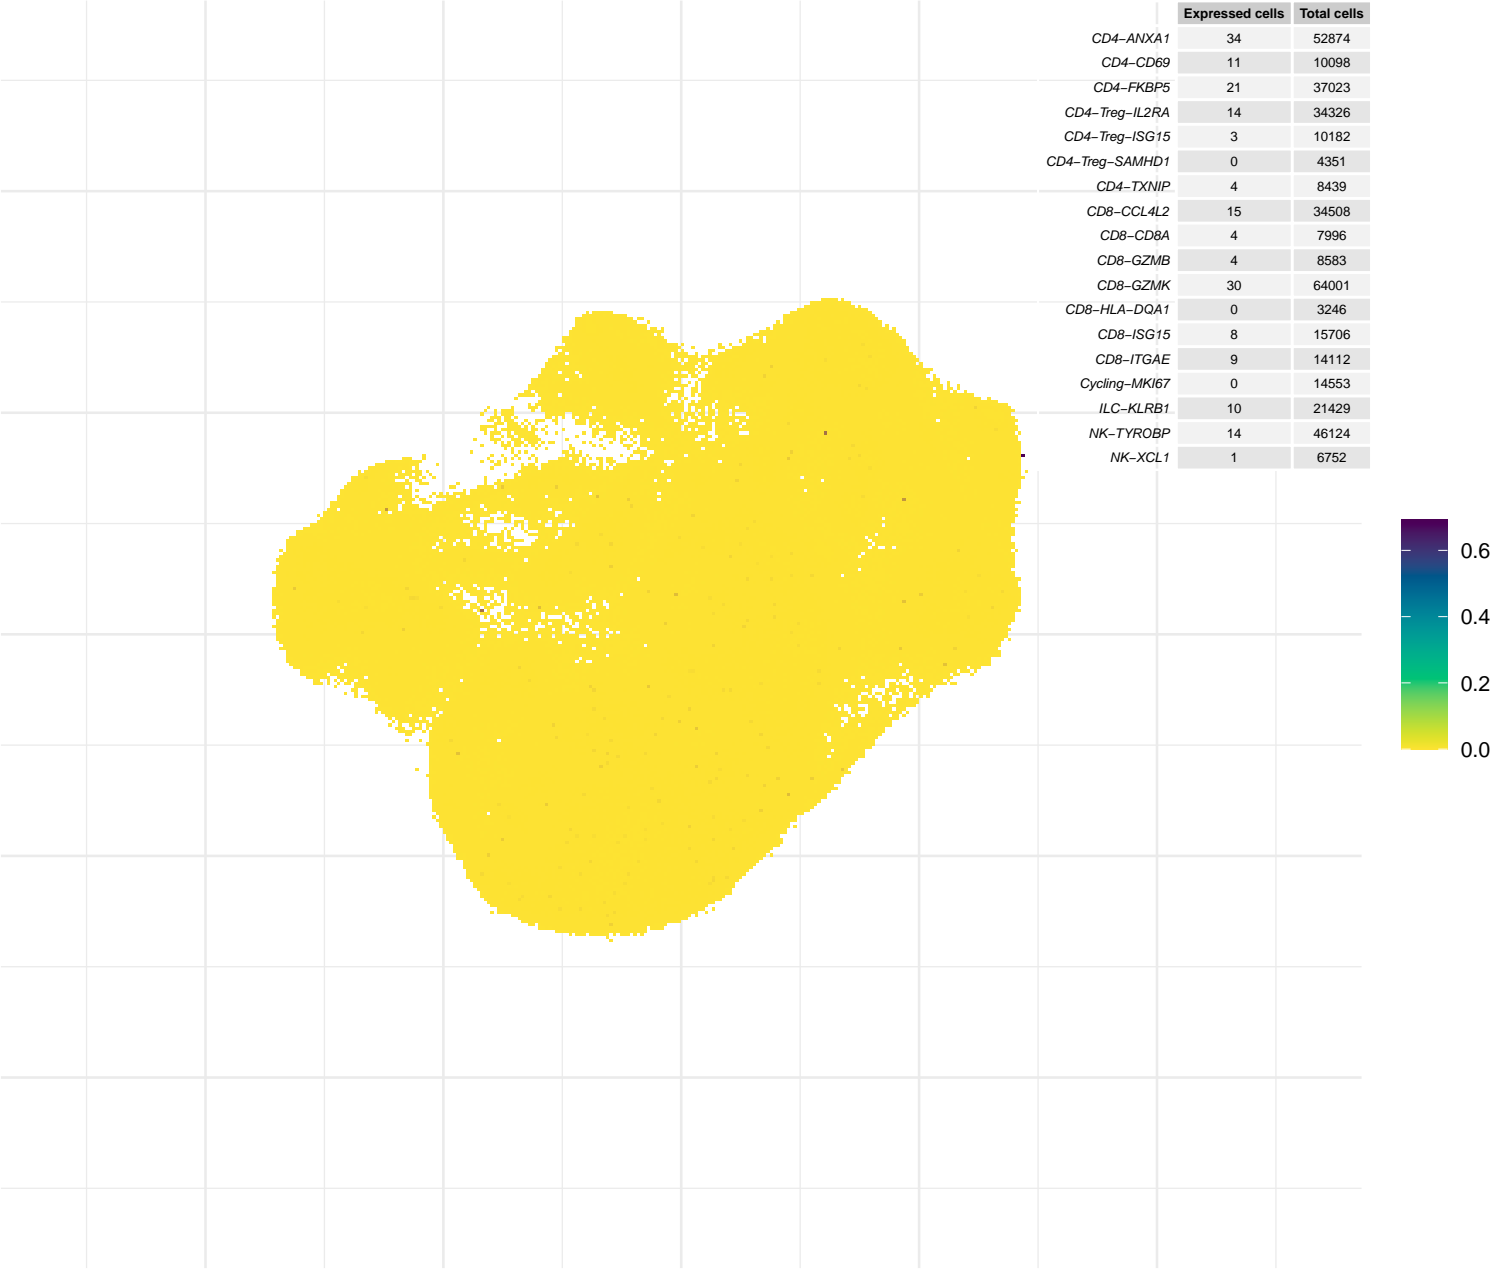 Expressed cells Total cells
CD4−ANXA1 34 52874
CD4−CD69 11 10098
CD4−FKBP5 21 37023
CD4−Treg−IL2RA 14 34326
CD4−Treg−ISG15 3 10182
CD4−Treg−SAMHD1 0 4351
CD4−TXNIP 4 8439
CD8−CCL4L2 15 34508
CD8−CD8A 4 7996
CD8−GZMB 4 8583
CD8−GZMK 30 64001
CD8−HLA−DQA1 0 3246
CD8−ISG15 8 15706
CD8−ITGAE 9 14112
Cycling−MKI67 0 14553
ILC−KLRB1 10 21429
NK−TYROBP 14 46124
NK−XCL1 1 6752
0.6
0.4
0.2
0.0